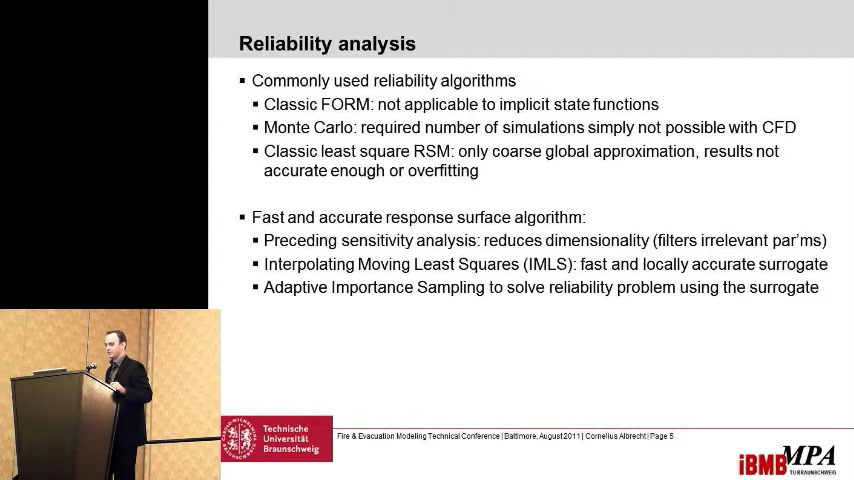 Reliability analysis
Commonly used reliability algorithms
Classic FORM: not applicable to implicit state functions
Monte Carlo: required number of simulations simply not possible with CFD
Classic least square RSM: only coarse global approximation, results not
accurate enough or overfitting
Fast and accurate response surface algorithm:
Preceding sensitivity analysis: reduces dimensionality (filters irrelevant par'ms)
Interpolating Moving Least Squares (IMLS): fast and locally accurate surrogate
Adaptive Importance Sampling to solve reliability problem using the surrogate
Technische
Universität
Braunschweig
Fire & Evacuation Modeling Technical Conference | Baltimore, August 2011 | Cornelius Albrecht | Page 5
iBMB MPA
TU BRAUNSCHWEIG